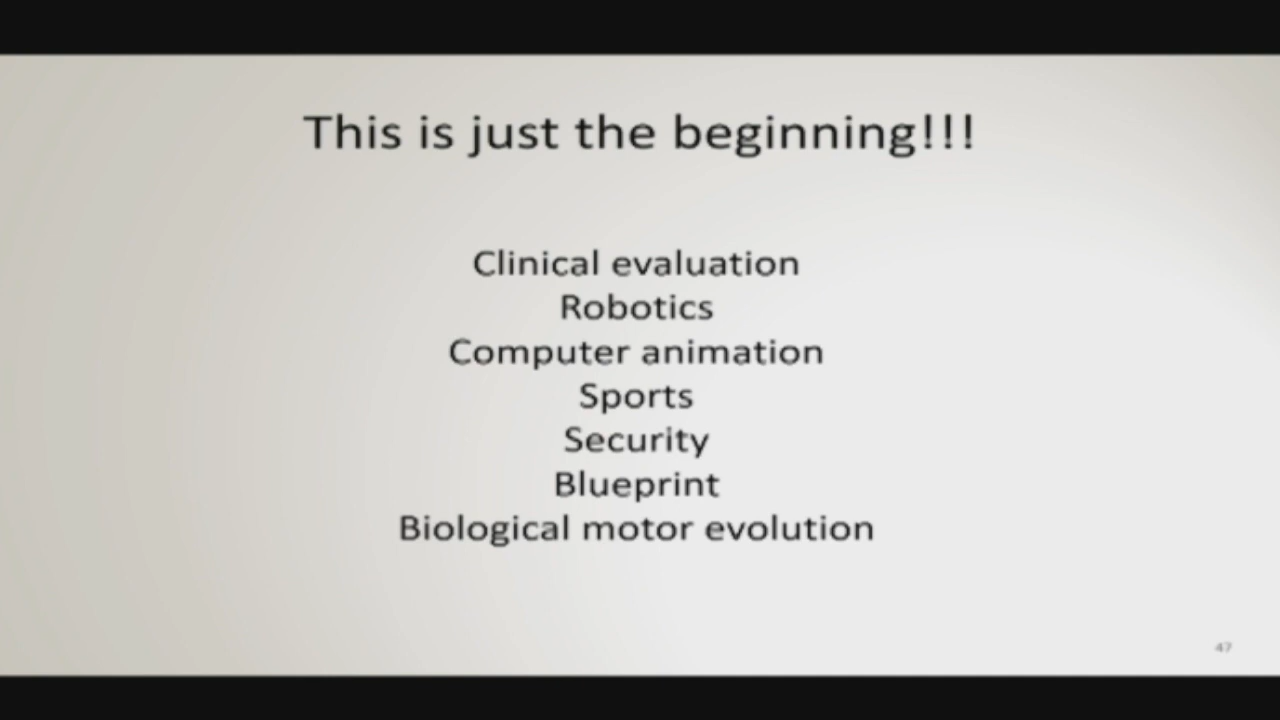 This is just the beginning!!!
Clinical evaluation
Robotics
Computer animation
Sports
Security
Blueprint
Biological motor evolution
47